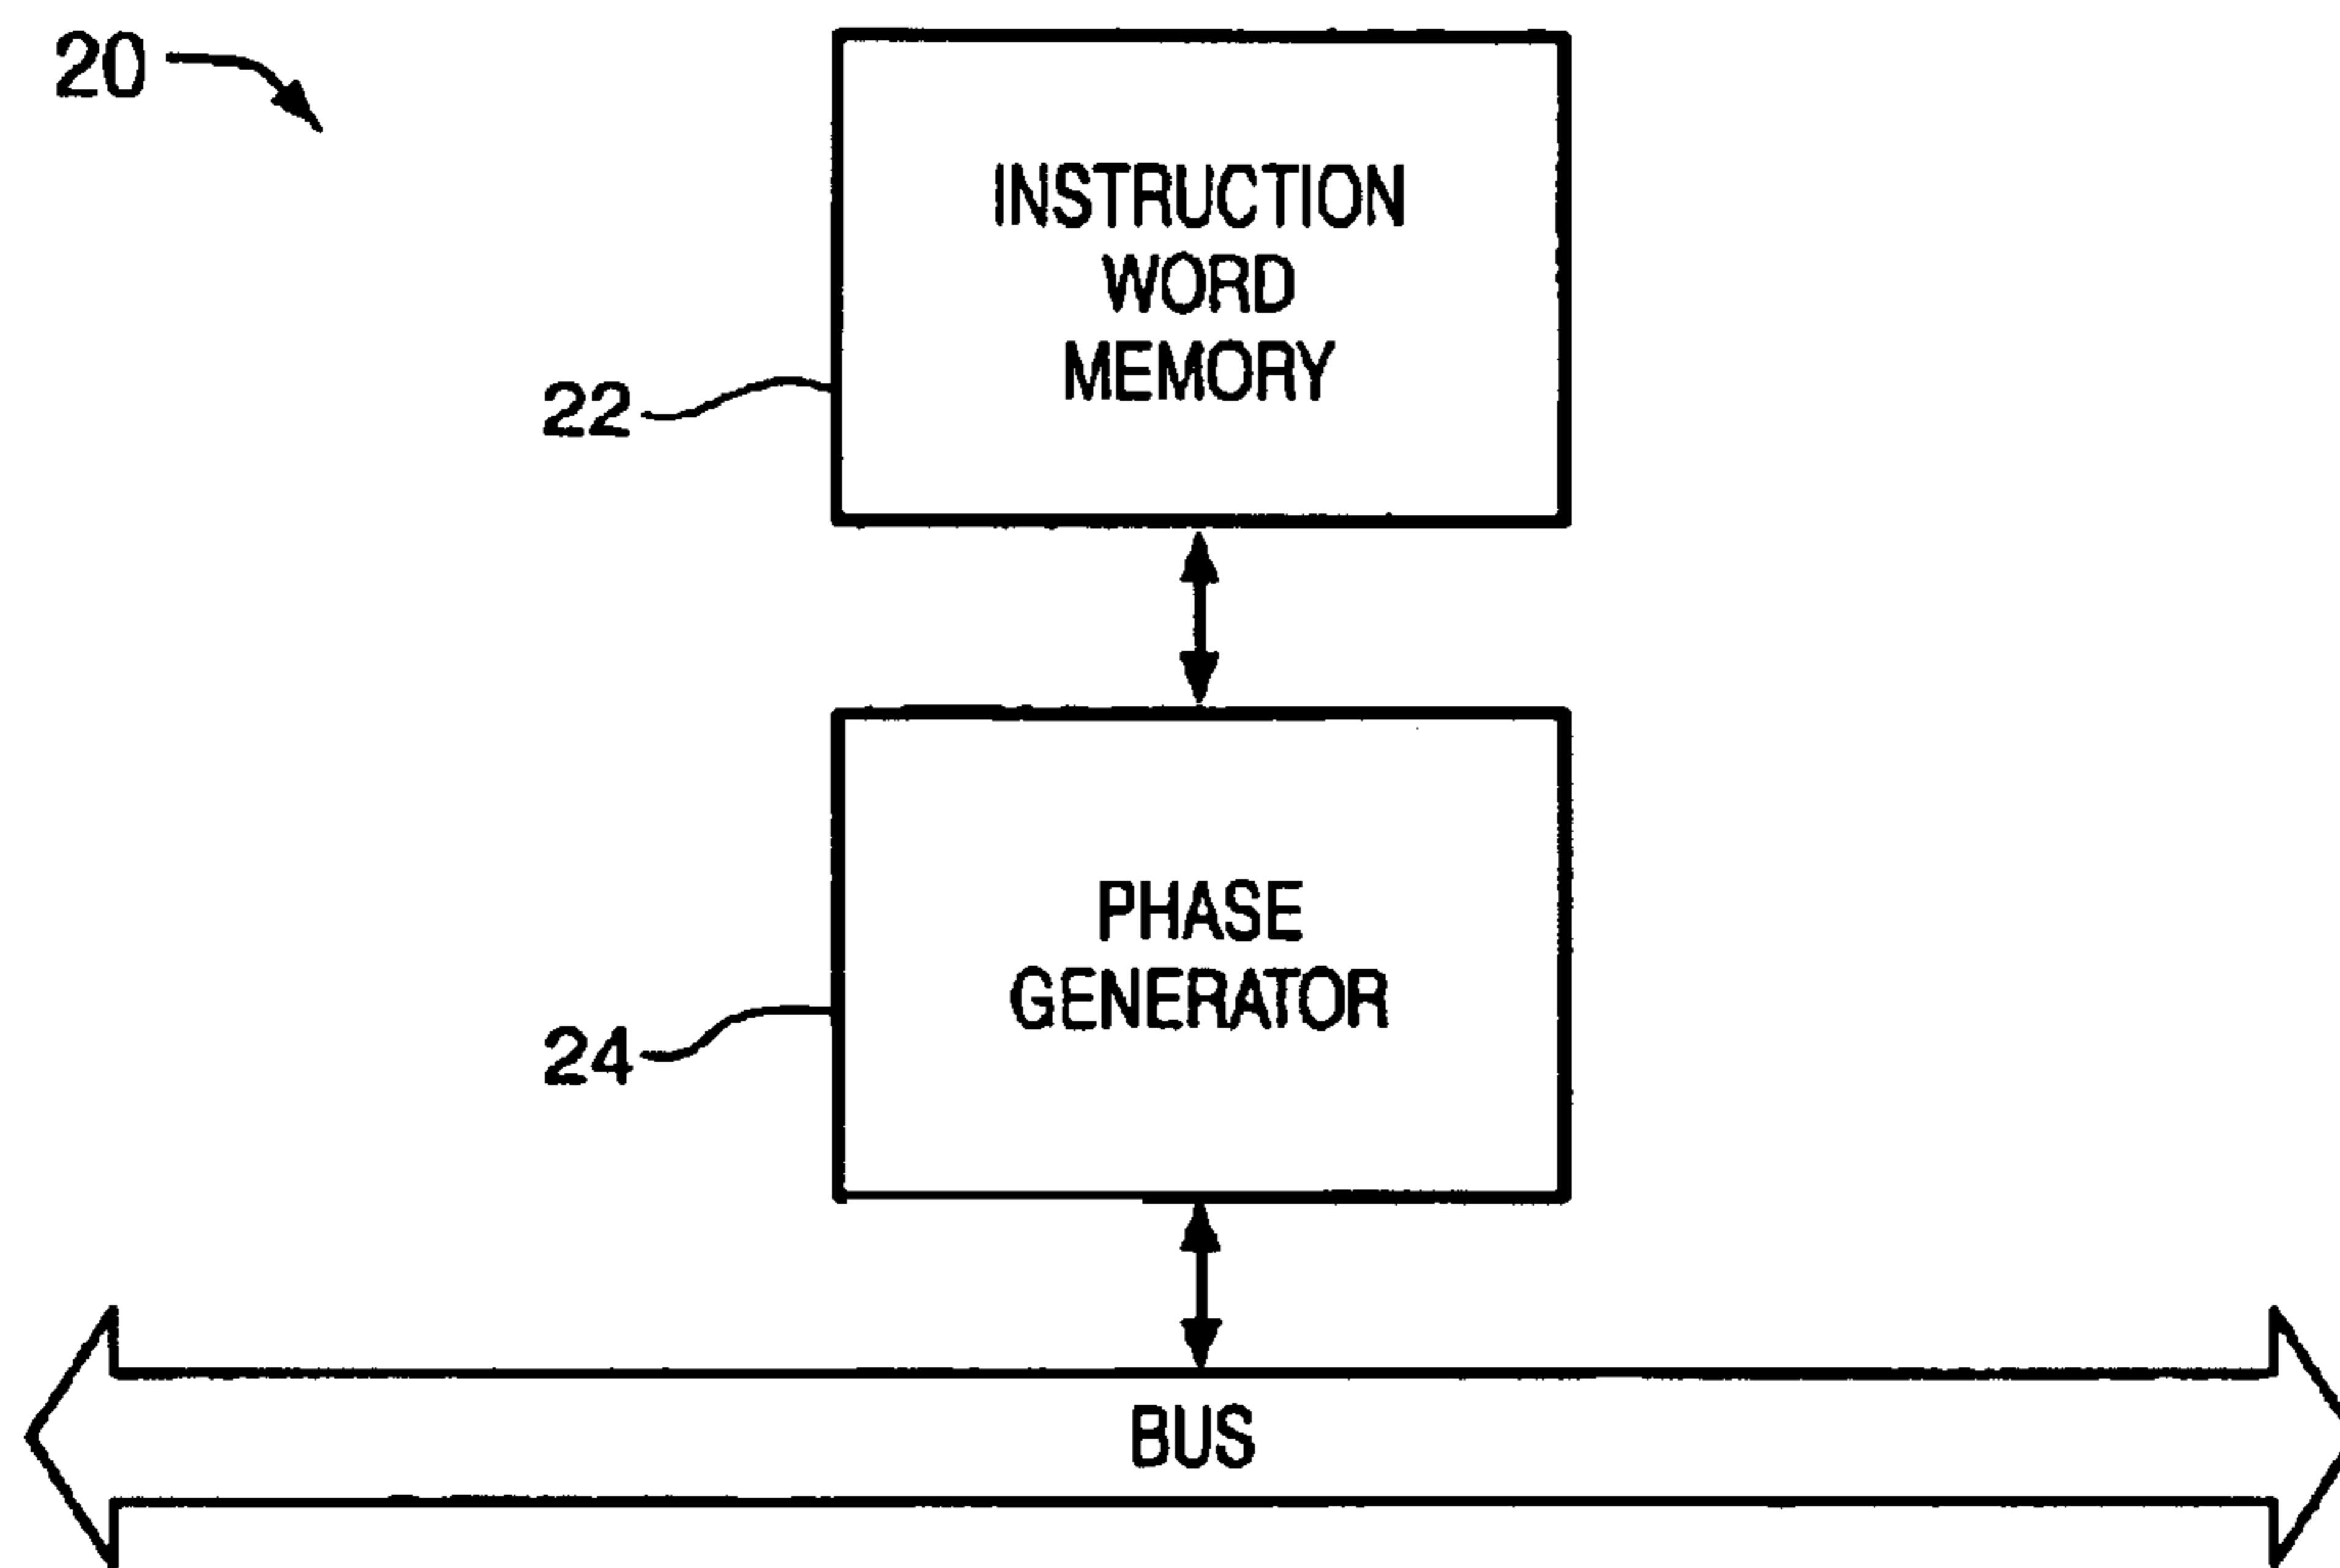 20
INSTRUCTION
WORD
MEMORY
22
PHASE
GENERATOR
24
BUS